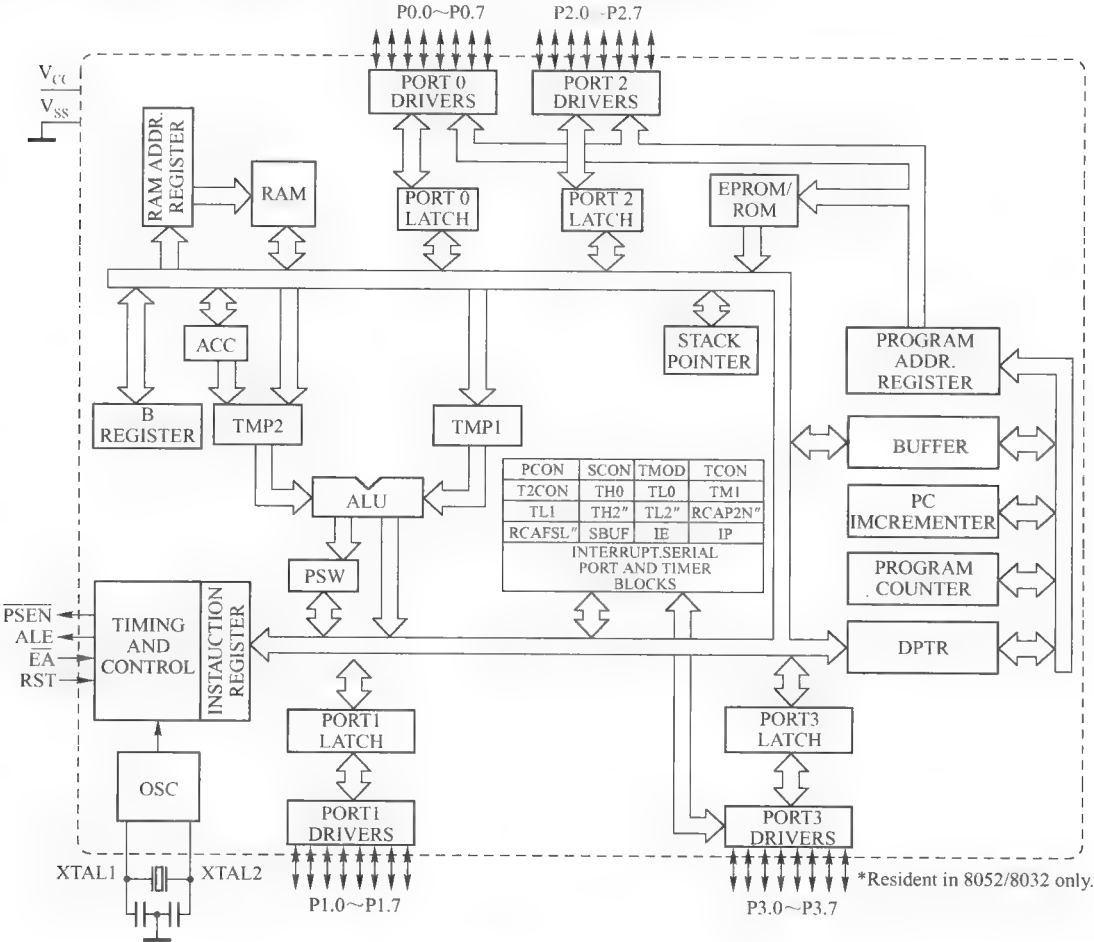 P0.0～P0.7
P2.0 P2.7
V_CC
V_SS
PORT 0
DRIVERS
PORT 2
DRIVERS
RAM ADDR.
REGISTER
RAM
PORT 0
LATCH
PORT 2
LATCH
EPROM/
ROM
ACC
STACK
POINTER
PROGRAM
ADDR.
REGISTER
B
REGISTER
TMP2
TMP1
BUFFER
ALU
PCON SCON TMOD TCON
T2CON TH0 TL0 TM1
TL1 TH2" TL2" RCAP2N"
RCAFSL" SBUF IE IP
INTERRUPT.SERIAL
PORT AND TIMER
BLOCKS
PC
IMCREMENTER
PSW
PROGRAM
COUNTER
PSEN
ALE
EA
RST
TIMING
AND
CONTROL
INSTAUCTION
REGISTER
DPTR
PORT1
LATCH
PORT3
LATCH
OSC
PORT1
DRIVERS
PORT3
DRIVERS
XTAL1
XTAL2
*Resident in 8052/8032 only.
P1.0～P1.7
P3.0～P3.7